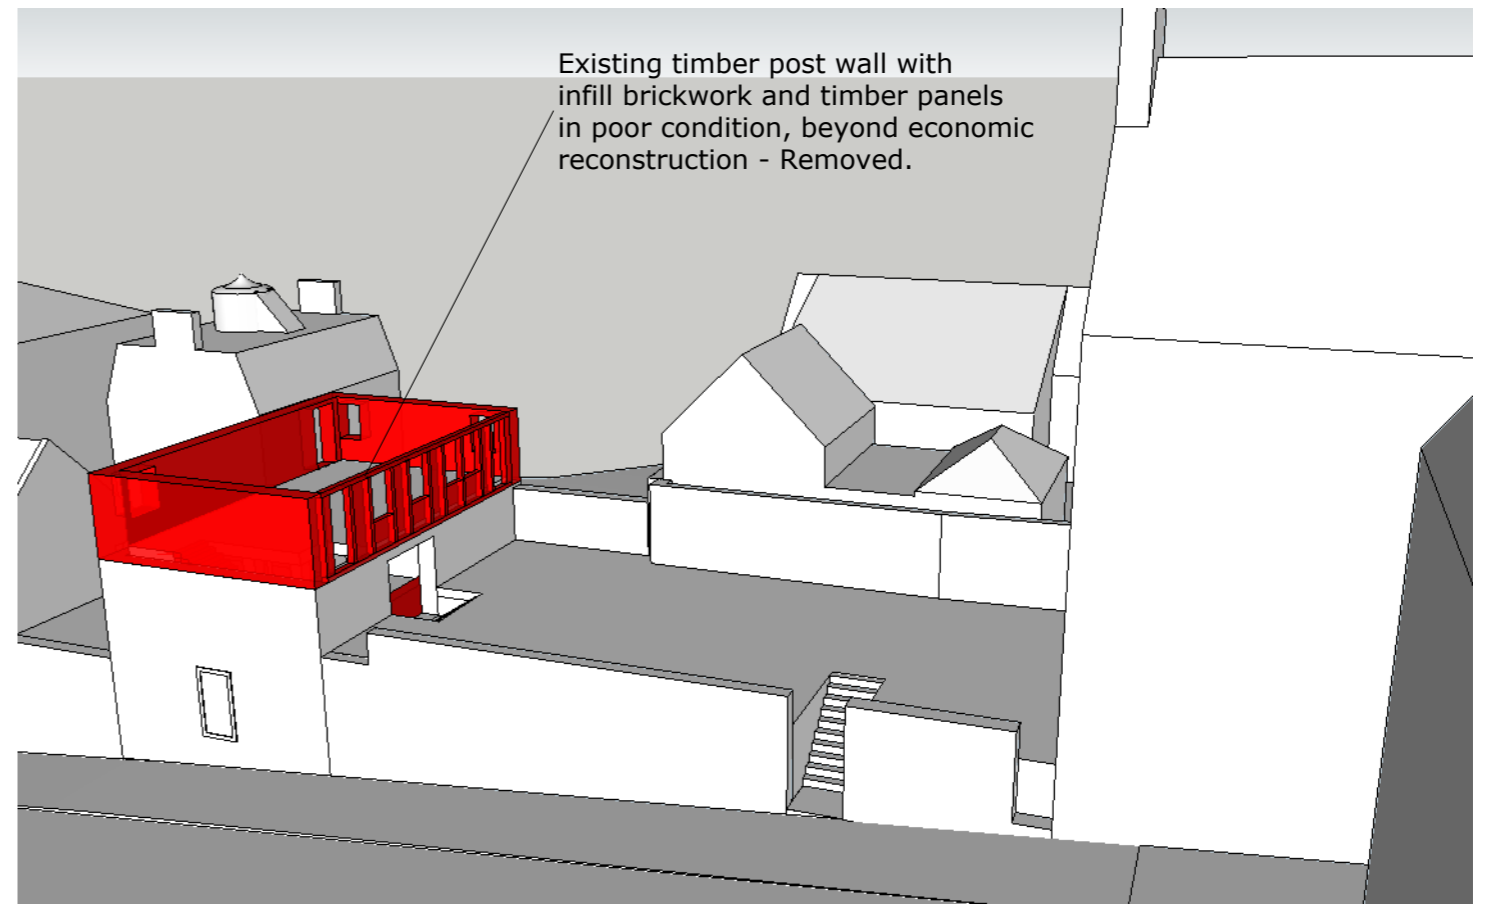 Existing timber post wall with
infill brickwork and timber panels
in poor condition, beyond economic
reconstruction - Removed.